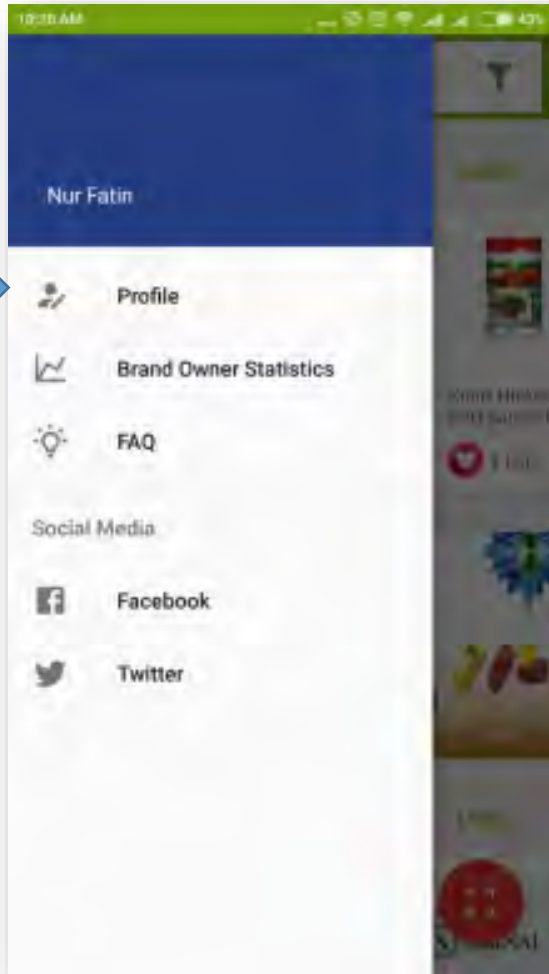 Nur Fatin
Profile
Brand Owner Statistics
FAQ
Social Media
Facebook
Twitter